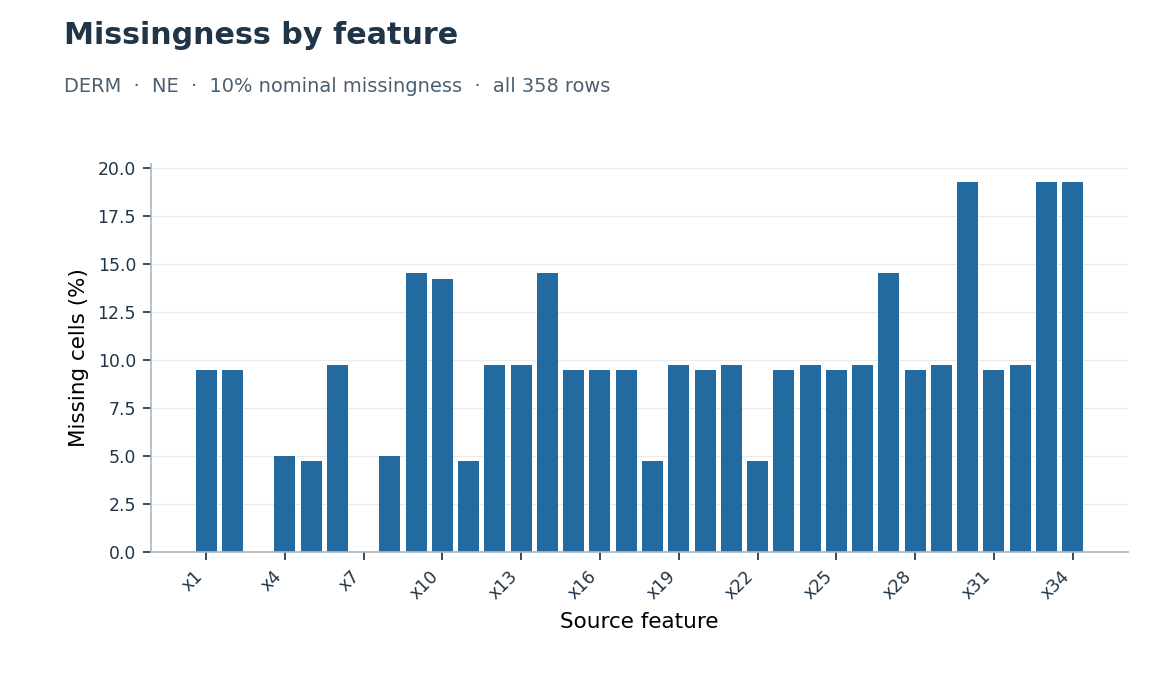 Missingness by feature
DERM · NE · 10% nominal missingness · all 358 rows
20.0
17.5
15.0
12.5
10.0
7.5
5.0
2.5
0.0
Missing cells (%)
x1 x4 x7 x10 x13 x16 x19 x22 x25 x28 x31 x34
Source feature